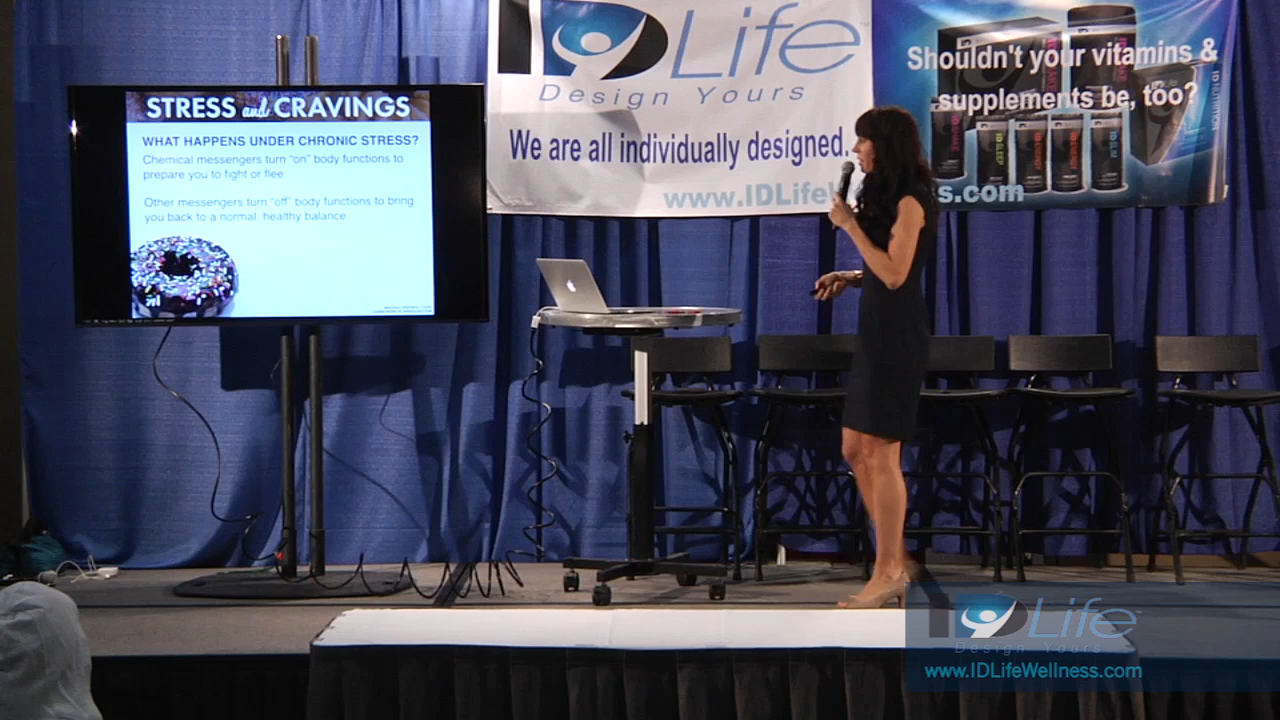 STRESS and CRAVINGS
WHAT HAPPENS UNDER CHRONIC STRESS?
Chemical messengers turn "on" body functions to
prepare you to fight or flee.
Other messengers turn "off" body functions to bring
you back to a normal, healthy balance.
IDLife
Design Yours
We are all individually designed.
www.IDLifeW
Shouldn't your vitamins &
supplements be, too?
s.com
IDLife
Design Yours
www.IDLifeWellness.com